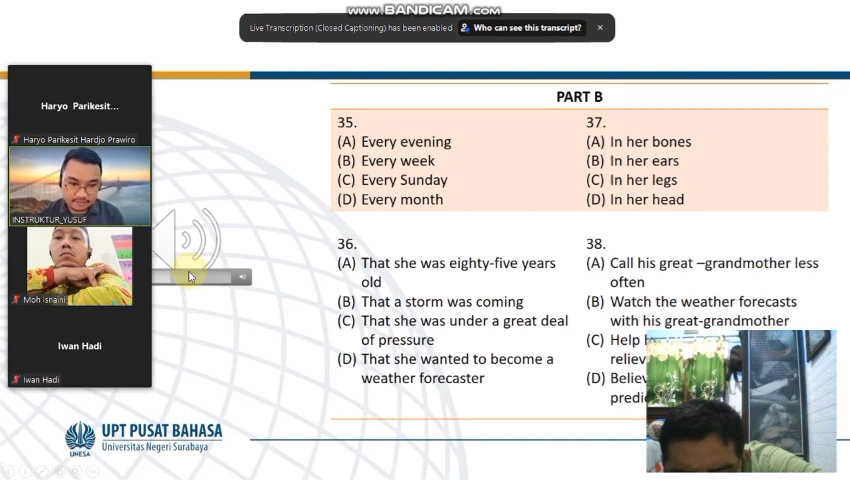 WWW.BANDICAM.COM
Live Transcription (Closed Captioning) has been enabled
Who can see this transcript?
Haryo Parikesit...
Haryo Parikesit Hardjo Prawiro
INSTRUKTUR_YUSUF
Moh Isnaini
Iwan Hadi
Iwan Hadi
PART B
35.
(A) Every evening
(B) Every week
(C) Every Sunday
(D) Every month
36.
(A) That she was eighty-five years
old
(B) That a storm was coming
(C) That she was under a great deal
of pressure
(D) That she wanted to become a
weather forecaster
37.
(A) In her bones
(B) In her ears
(C) In her legs
(D) In her head
38.
(A) Call his great –grandmother less
often
(B) Watch the weather forecasts
with his great-grandmother
(C) Help
(D)
UNESA
UPT PUSAT BAHASA
Universitas Negeri Surabaya